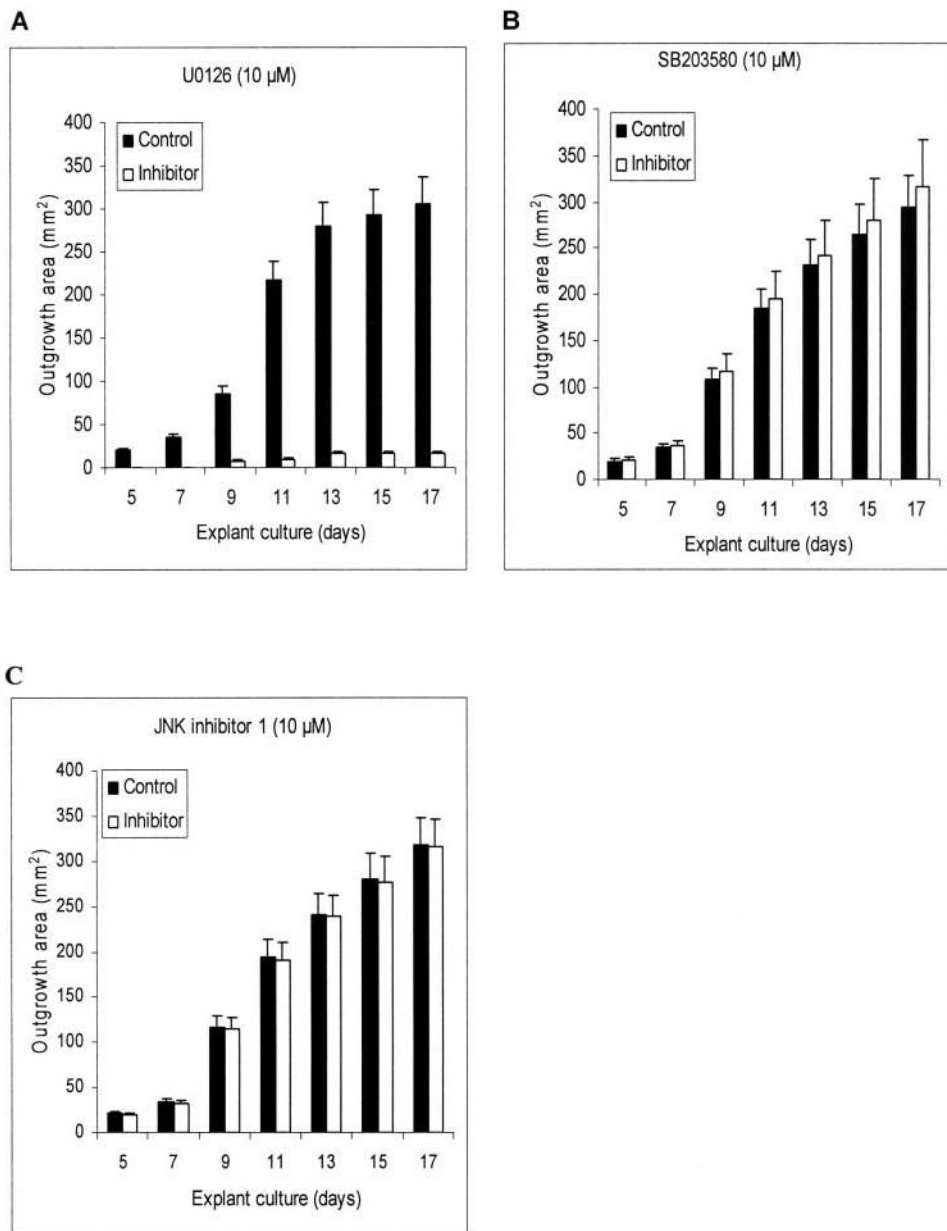 A
U0126 (10 µM)
400
350
300
250
200
150
100
50
0
Control
Inhibitor
Outgrowth area (mm²)
5 7 9 11 13 15 17
Explant culture (days)
B
SB203580 (10 µM)
400
350
300
250
200
150
100
50
0
Control
Inhibitor
Outgrowth area (mm²)
5 7 9 11 13 15 17
Explant culture (days)
C
JNK inhibitor 1 (10 µM)
400
350
300
250
200
150
100
50
0
Control
Inhibitor
Outgrowth area (mm²)
5 7 9 11 13 15 17
Explant culture (days)